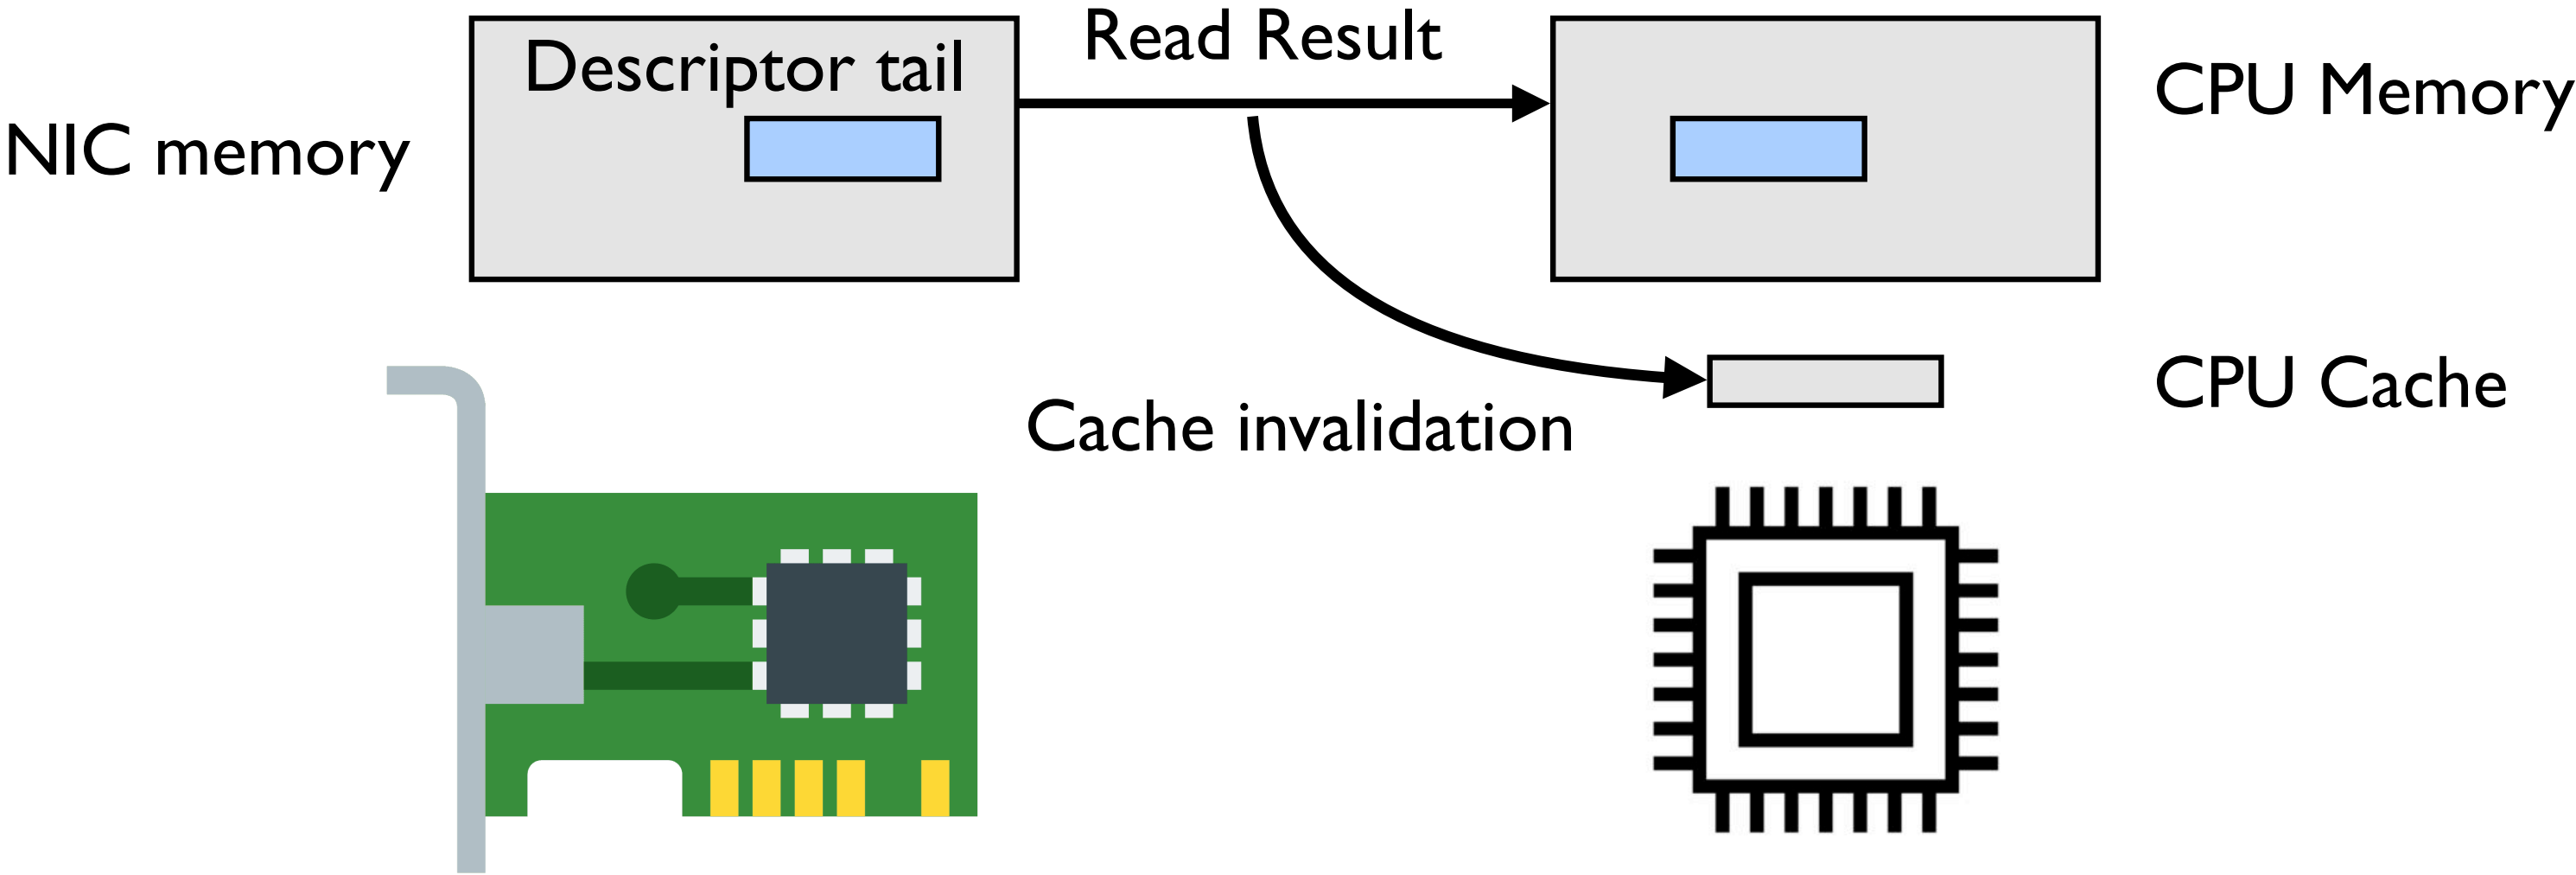 Read Result
Descriptor tail
CPU Memory
NIC memory
CPU Cache
Cache invalidation